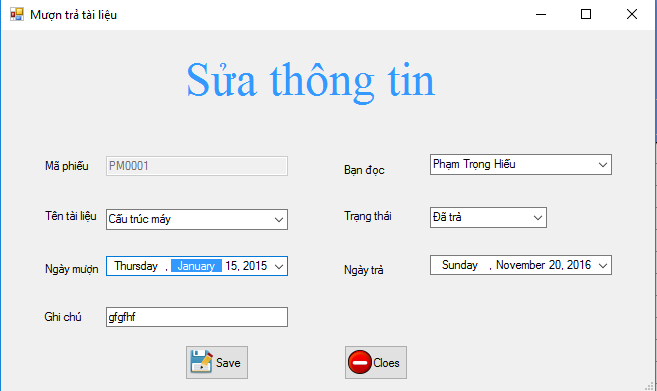 Mượn trả tài liệu
Sửa thông tin
Mã phiếu PM0001 Bạn đọc Phạm Trọng Hiếu
Tên tài liệu Cấu trúc máy Trạng thái Đã trả
Ngày mượn Thursday , January 15, 2015 Ngày trả Sunday , November 20, 2016
Ghi chú gfgfhf
Save Cloes